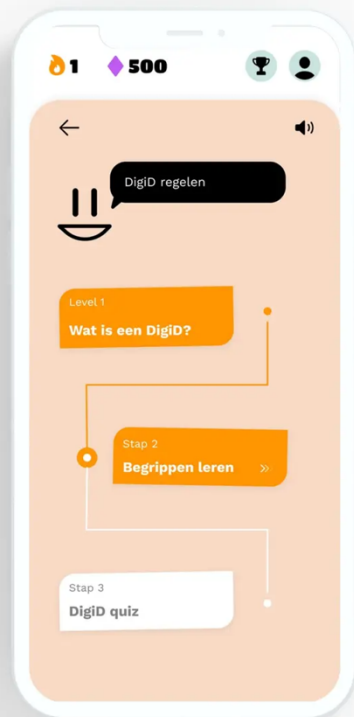 1
500
DigiD regelen
Level 1
Wat is een DigiD?
Stap 2
Begrippen leren
Stap 3
DigiD quiz